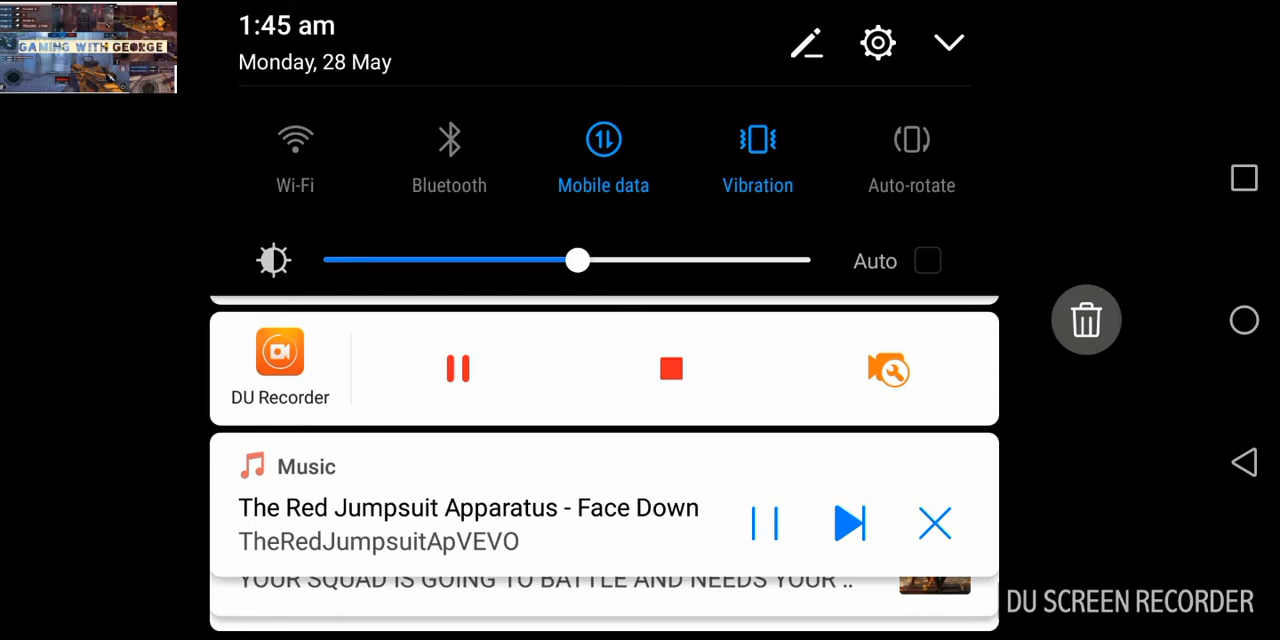 GAMING WITH GEORGE
1:45 am
Monday, 28 May
Wi-Fi
Bluetooth
Mobile data
Vibration
Auto-rotate
Auto
DU Recorder
Music
The Red Jumpsuit Apparatus - Face Down
TheRedJumpsuitApVEVO
YOUR SQUAD IS GOING TO BATTLE AND NEEDS YOUR ..
DU SCREEN RECORDER